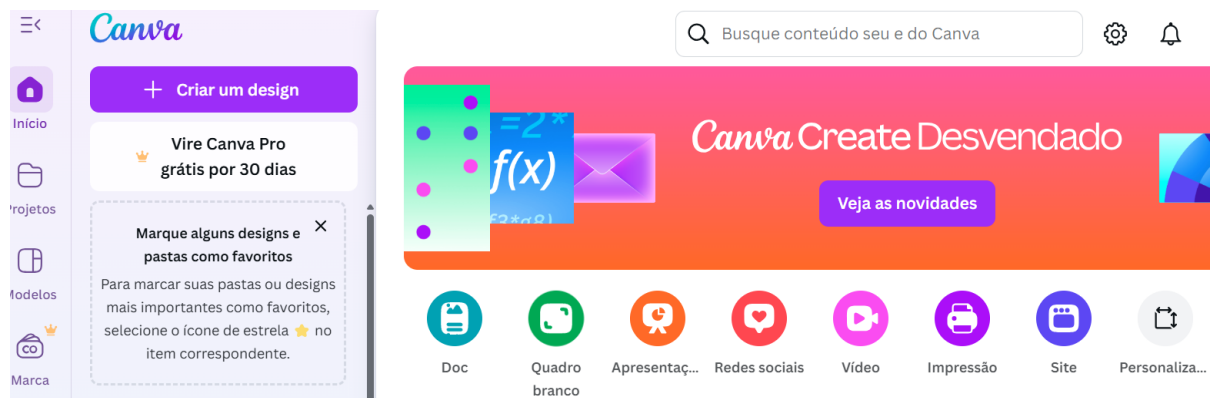 Canva
Criar um design
Vire Canva Pro
grátis por 30 dias
Início
Projetos
Modelos
CO
Marca
Marque alguns designs e
pastas como favoritos
Para marcar suas pastas ou designs
mais importantes como favoritos,
selecione o ícone de estrela no
item correspondente.
Busque conteúdo seu e do Canva
=2*
f(x)
Canva Create Desvendado
Veja as novidades
Doc
Quadro
branco
Apresentaç...
Redes sociais
Vídeo
Impressão
Site
Personaliza...